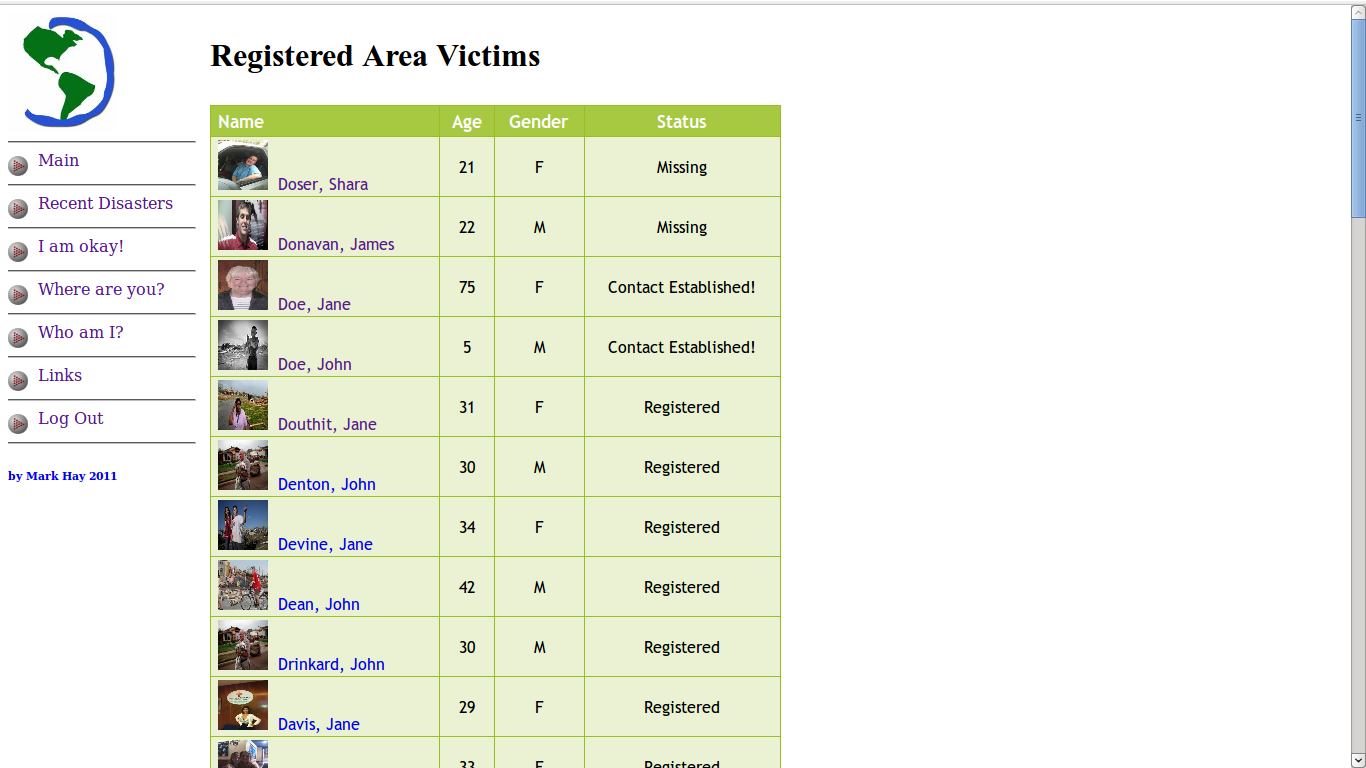 Registered Area Victims
Main
Recent Disasters
I am okay!
Where are you?
Who am I?
Links
Log Out
by Mark Hay 2011
Name Age Gender Status
Doser, Shara 21 F Missing
Donavan, James 22 M Missing
Doe, Jane 75 F Contact Established!
Doe, John 5 M Contact Established!
Douthit, Jane 31 F Registered
Denton, John 30 M Registered
Devine, Jane 34 F Registered
Dean, John 42 M Registered
Drinkard, John 30 M Registered
Davis, Jane 29 F Registered
33 F Registered